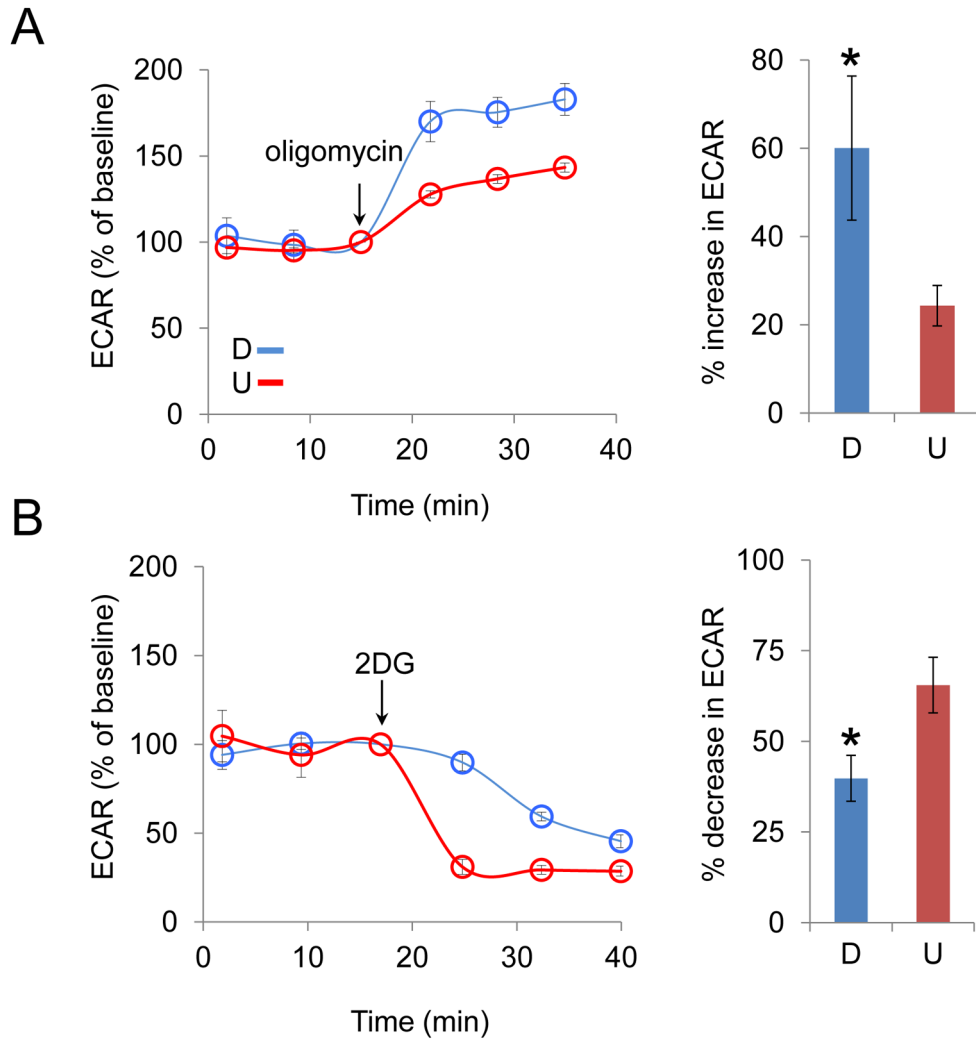 A
ECAR (% of baseline)
200
150
100
50
0
oligomycin
D
U
0 10 20 30 40
Time (min)
% increase in ECAR
80
60
40
20
0
*
D U
B
ECAR (% of baseline)
200
150
100
50
0
2DG
0 10 20 30 40
Time (min)
% decrease in ECAR
100
75
50
25
0
*
D U